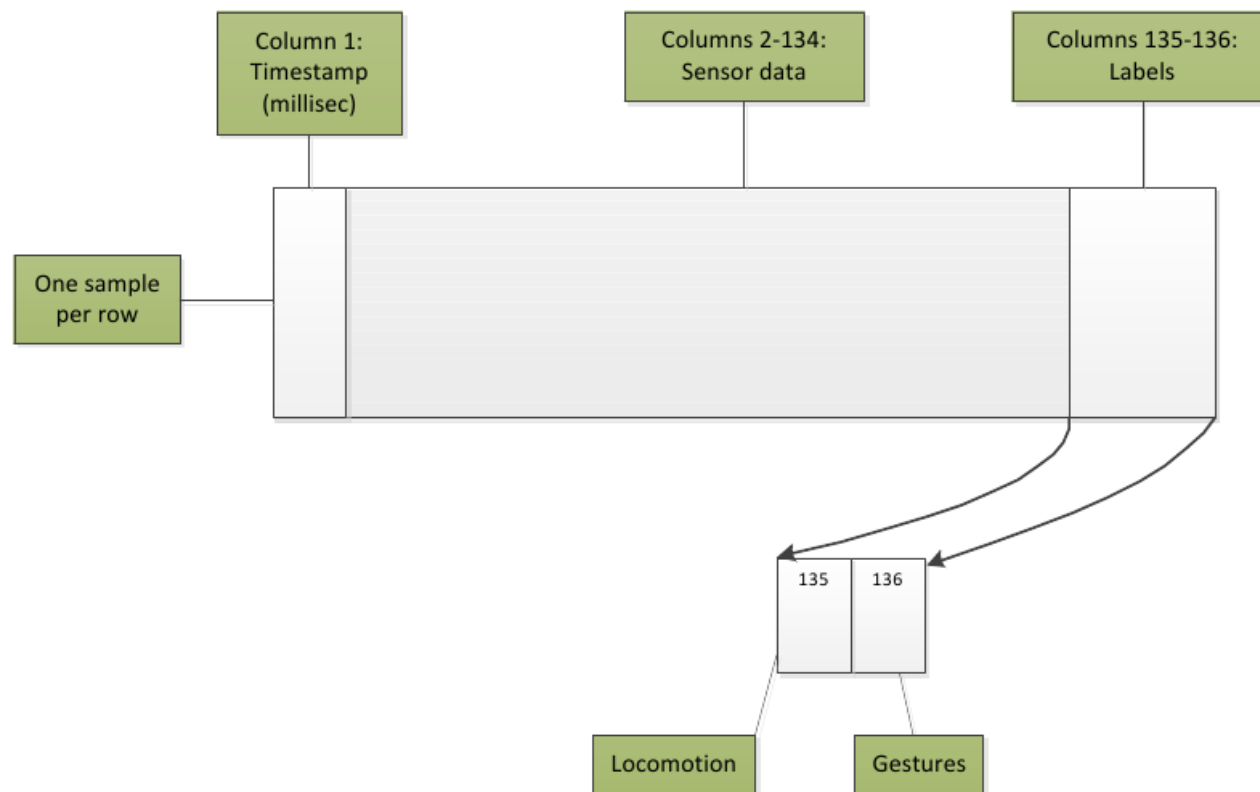 Column 1:
Timestamp
(millisec)
Columns 2-134:
Sensor data
Columns 135-136:
Labels
One sample
per row
135
136
Locomotion
Gestures